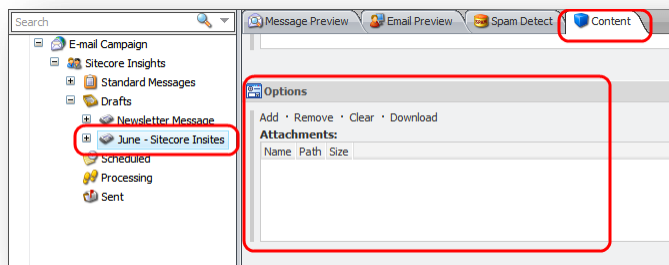 Search
E-mail Campaign
Sitecore Insights
Standard Messages
Drafts
Newsletter Message
June - Sitecore Insites
Scheduled
Processing
Sent
Message Preview
Email Preview
Spam Detect
Content
Options
Add · Remove · Clear · Download
Attachments:
Name Path Size